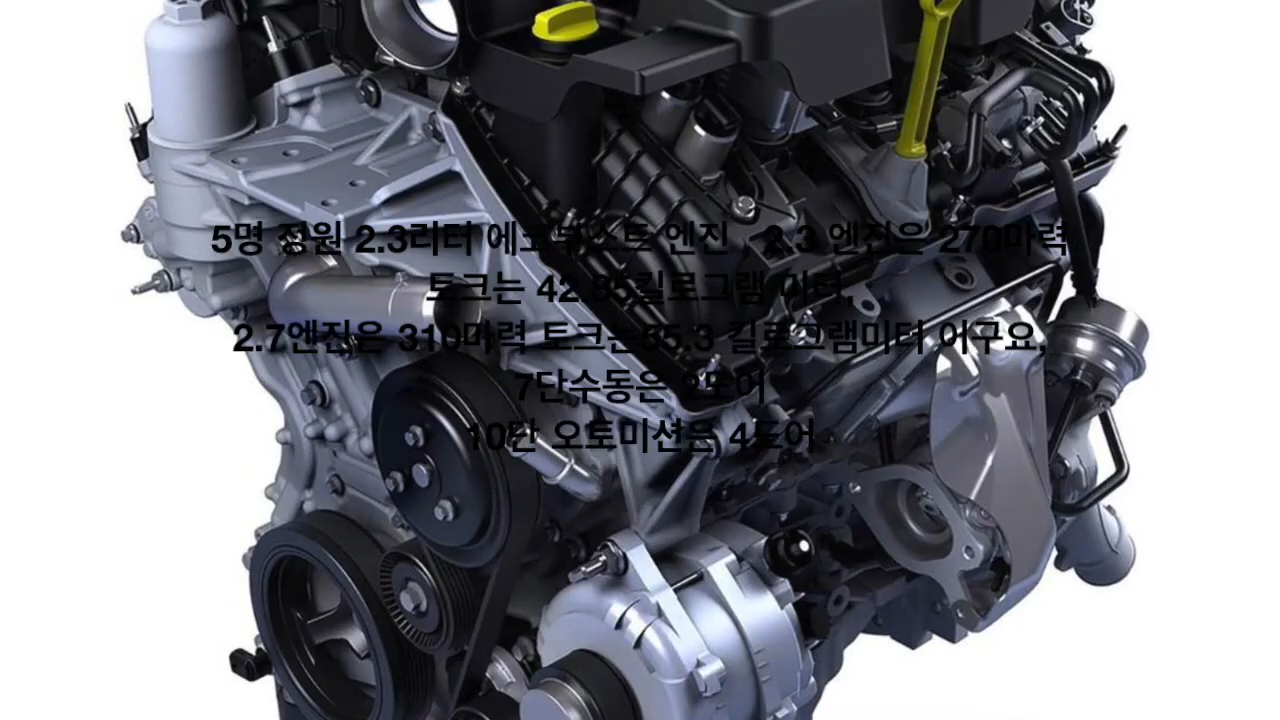 5명 정원 2.3리터 에코부스트 엔진 , 2.3 엔진은 270마력
토크는 42.85킬로그램 미터,
2.7엔진은 310마력 토크는55.3 킬로그램미터 이구요,
7단수동은 2도어
10단 오토미션은 4도어